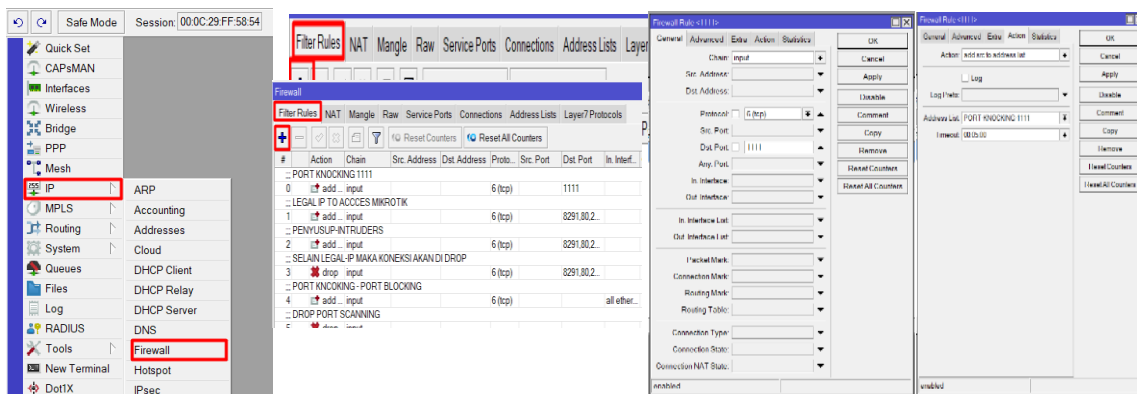 Safe Mode Session: 00:0C:29:FF:58:54
Quick Set
CAPsMAN
Interfaces
Wireless
Bridge
PPP
Mesh
IP
MPLS
Routing
System
Queues
Files
Log
RADIUS
Tools
New Terminal
Dot1X
ARP
Accounting
Addresses
Cloud
DHCP Client
DHCP Relay
DHCP Server
DNS
Firewall
Hotspot
IPsec
Filter Rules NAT Mangle Raw Service Ports Connections Address Lists Layer
Firewall
Filter Rules NAT Mangle Raw Service Ports Connections Address Lists Layer7 Protocols
Reset Counters Reset All Counters
# Action Chain Src. Address Dst. Address Proto... Src. Port Dst. Port In. Interf...
;;; PORT KNOCKING 1111
0 add ... input 6 (tcp) 1111
;;; LEGAL IP TO ACCCES MIKROTIK
1 add ... input 6 (tcp) 8291,80,2...
;;; PENYUSUP-INTRUDERS
2 add ... input 6 (tcp) 8291,80,2...
;;; SELAIN LEGAL-IP MAKA KONEKSI AKAN DI DROP
3 drop input 6 (tcp) 8291,80,2...
;;; PORT KNCOKING - PORT BLOCKING
4 add ... input 6 (tcp) all ether...
;;; DROP PORT SCANNING
5 drop input
Firewall Rule <1111>
General Advanced Extra Action Statistics
Chain: input
Src. Address:
Dst. Address:
Protocol: 6 (tcp)
Src. Port:
Dst. Port: 1111
Any. Port:
In. Interface:
Out. Interface:
In. Interface List:
Out. Interface List:
Packet Mark:
Connection Mark:
Routing Mark:
Routing Table:
Connection Type:
Connection State:
Connection NAT State:
enabled
OK
Cancel
Apply
Disable
Comment
Copy
Remove
Reset Counters
Reset All Counters
Firewall Rule <1111>
General Advanced Extra Action Statistics
Action: add src to address list
Log
Log Prefix:
Address List: PORT KNOCKING 1111
Timeout: 00:05:00
enabled
OK
Cancel
Apply
Disable
Comment
Copy
Remove
Reset Counters
Reset All Counters